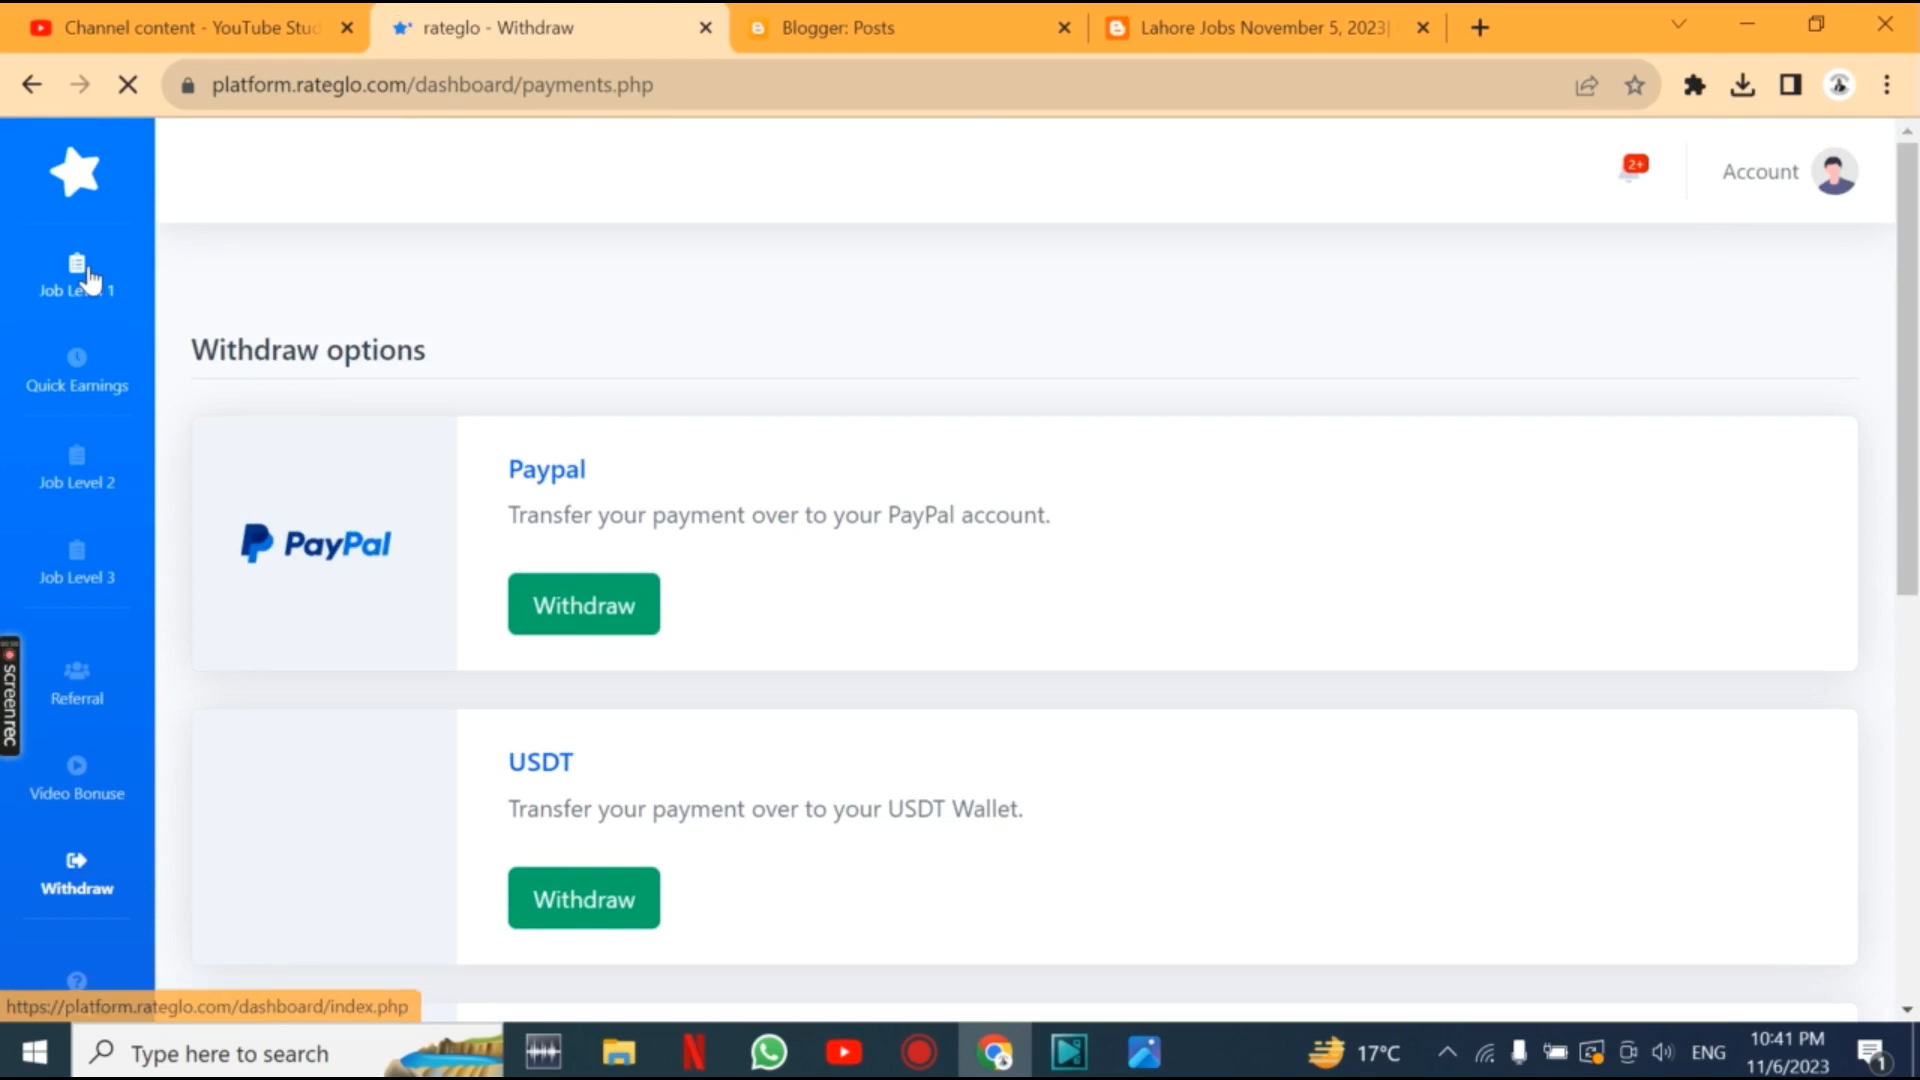 Channel content - YouTube Stud
rateglo - Withdraw
Blogger: Posts
Lahore Jobs November 5, 2023|
platform.rateglo.com/dashboard/payments.php
2+
Account
Job Level 1
Quick Earnings
Job Level 2
Job Level 3
Referral
Video Bonuse
Withdraw
screenrec
Withdraw options
PayPal
Paypal
Transfer your payment over to your PayPal account.
Withdraw
USDT
Transfer your payment over to your USDT Wallet.
Withdraw
https://platform.rateglo.com/dashboard/index.php
Type here to search
17°C
ENG
10:41 PM
11/6/2023
1